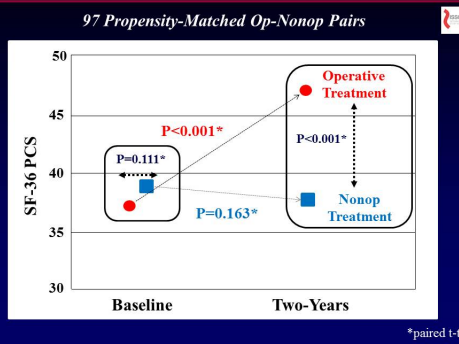 97 Propensity-Matched Op-Nonop Pairs
ISSG
50
Operative
Treatment
45
P<0.001*
P<0.001*
P=0.111*
SF-36 PCS
40
Nonop
Treatment
P=0.163*
35
30
Baseline
Two-Years
*paired t-t